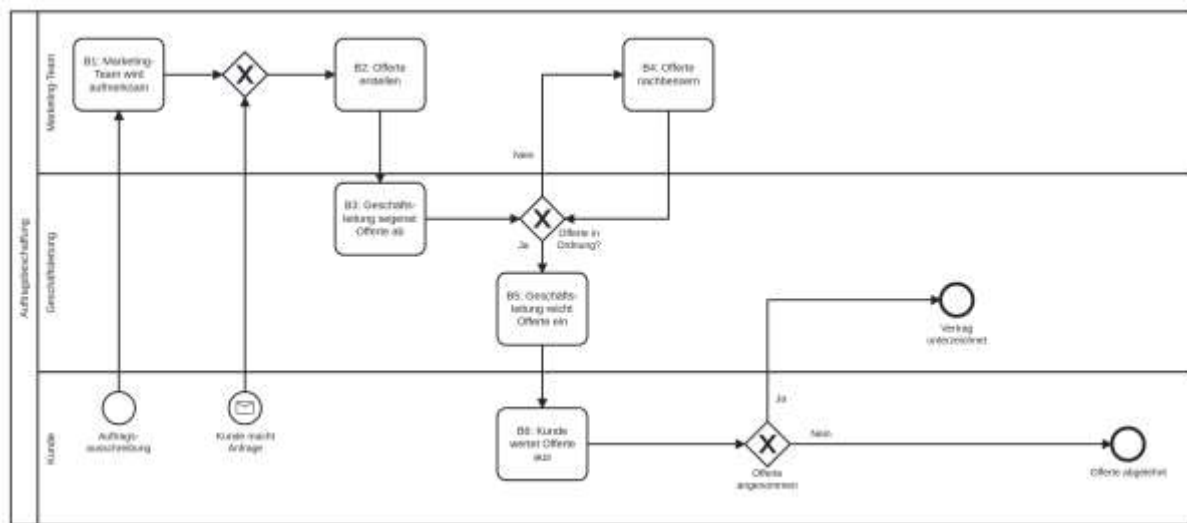 Auftragsbeschaffung
Marketing-Team
B1: Marketing-
Team wird
aufmerksam
B2: Offerte
erstellen
B4: Offerte
nachbessern
Nein
Geschäftsleitung
B3: Geschäfts-
leitung segenet
Offerte ab
Ja
Offerte in
Ordnung?
B5: Geschäfts-
leitung reicht
Offerte ein
Vertrag
unterzeichnet
Kunde
Auftrags-
ausschreibung
Kunde macht
Anfrage
B6: Kunde
wertet Offerte
aus
Ja
Nein
Offerte
angenommen
Offerte abgelehnt